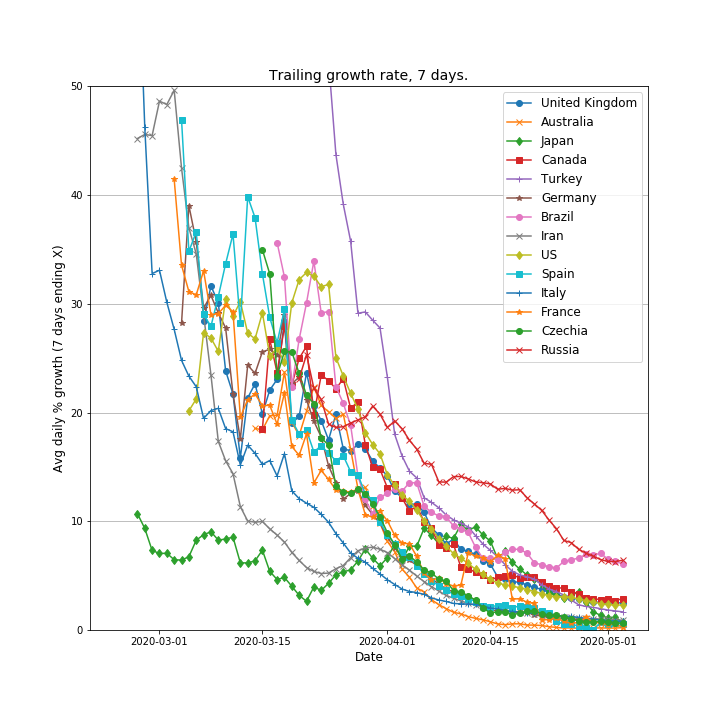 Trailing growth rate, 7 days.
50
40
30
20
10
0
Avg daily % growth (7 days ending X)
2020-03-01
2020-03-15
2020-04-01
2020-04-15
2020-05-01
Date
United Kingdom
Australia
Japan
Canada
Turkey
Germany
Brazil
Iran
US
Spain
Italy
France
Czechia
Russia